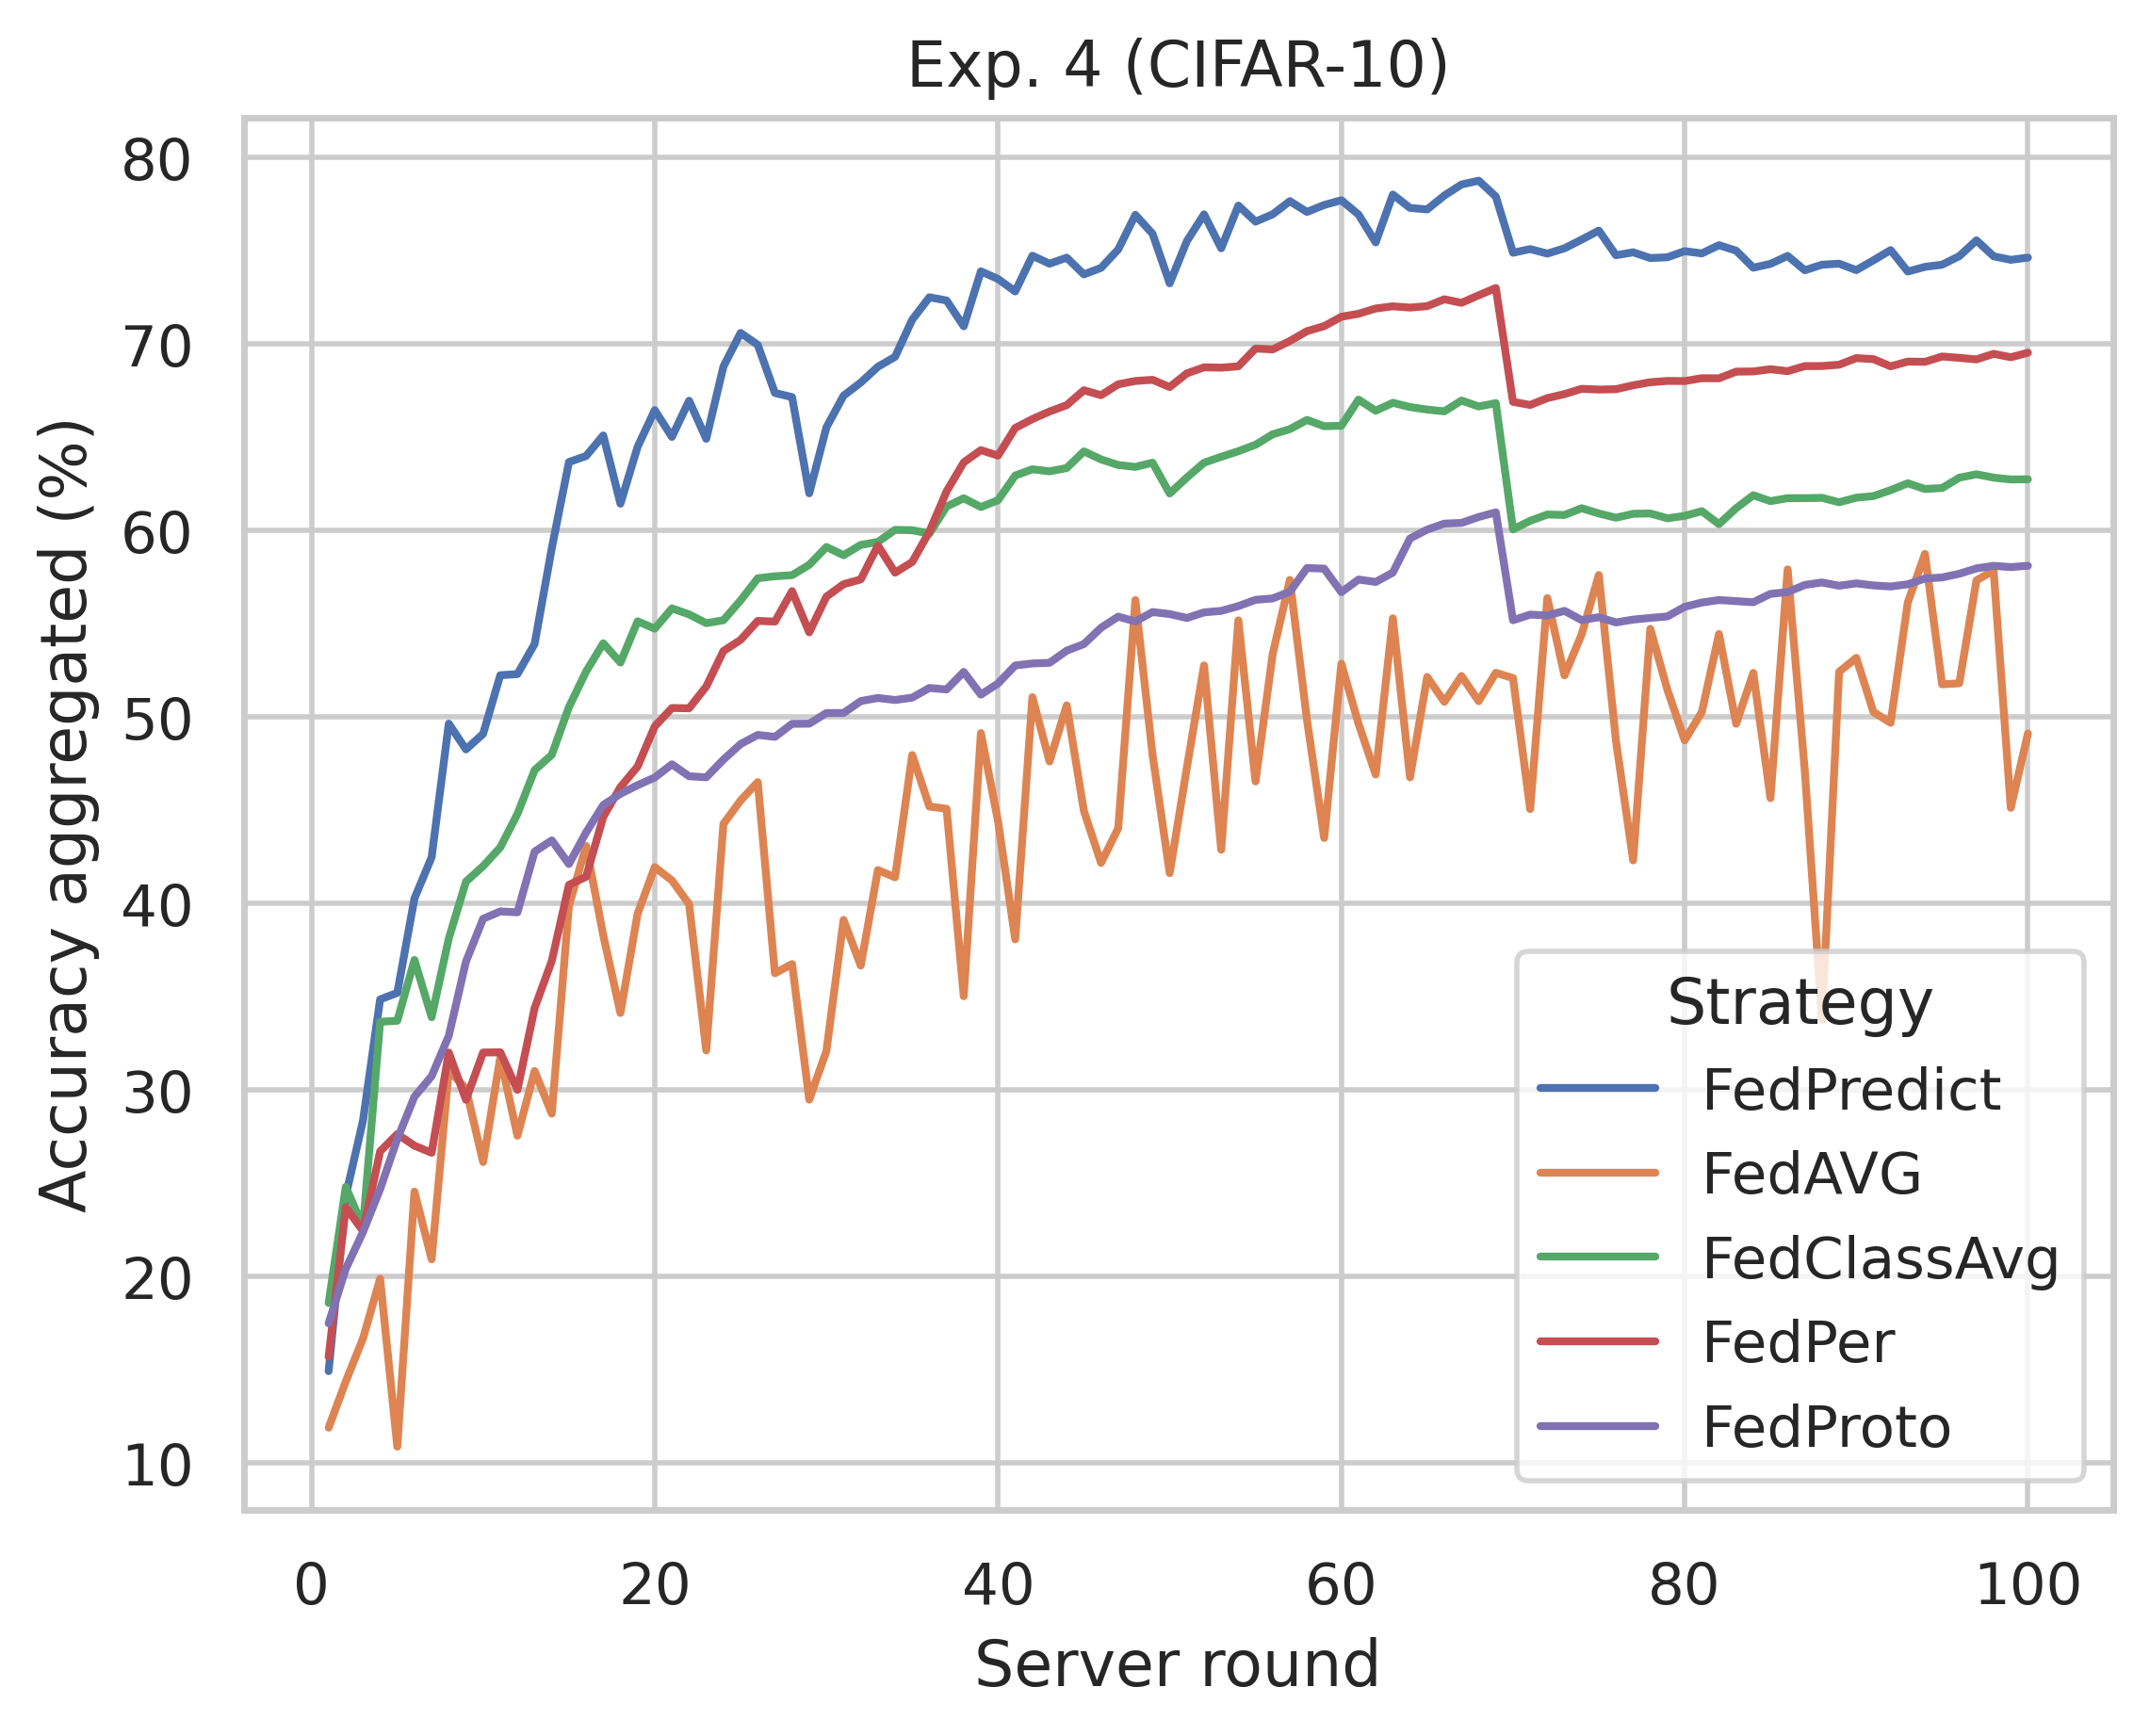 Exp. 4 (CIFAR-10)
Accuracy aggregated (%)
80
70
60
50
40
30
20
10
Strategy
FedPredict
FedAVG
FedClassAvg
FedPer
FedProto
0 20 40 60 80 100
Server round